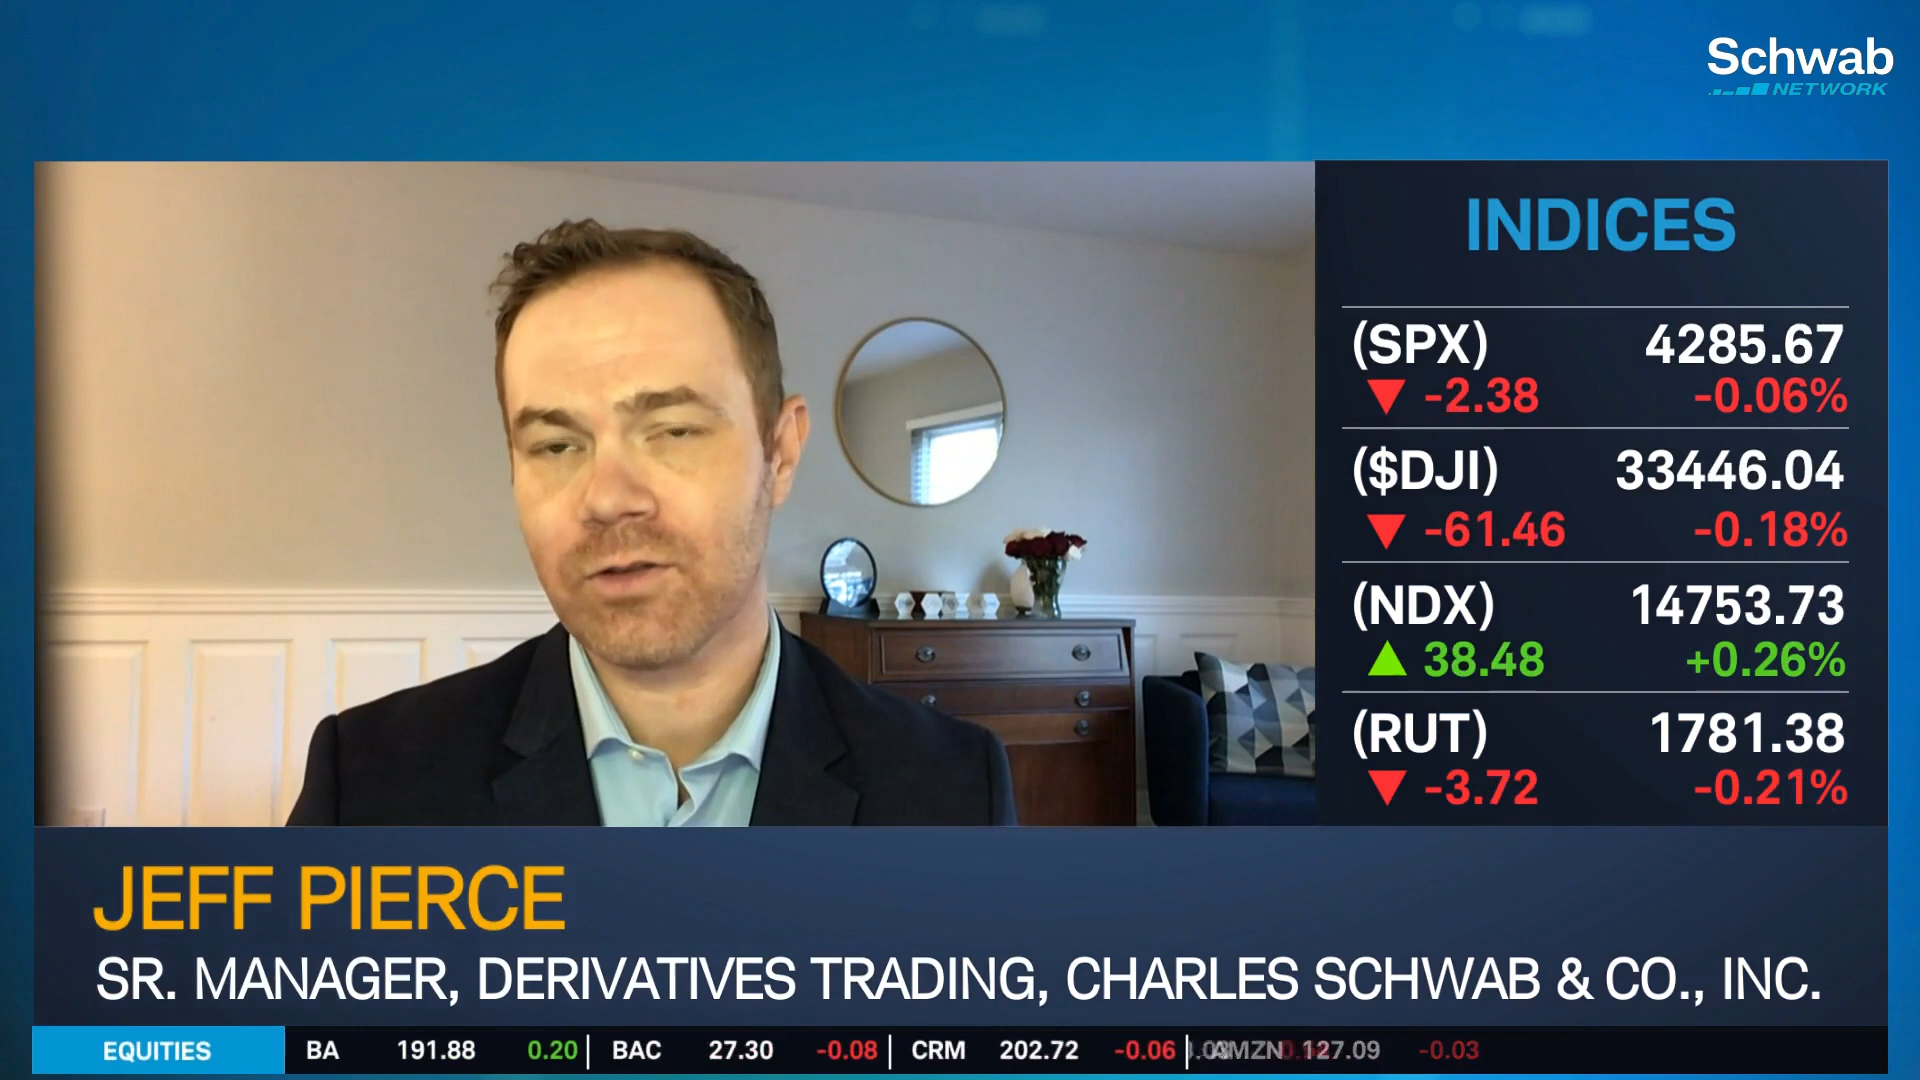 Schwab
NETWORK
INDICES
(SPX) 4285.67
▼ -2.38 -0.06%
($DJI) 33446.04
▼ -61.46 -0.18%
(NDX) 14753.73
▲ 38.48 +0.26%
(RUT) 1781.38
▼ -3.72 -0.21%
JEFF PIERCE
SR. MANAGER, DERIVATIVES TRADING, CHARLES SCHWAB & CO., INC.
EQUITIES BA 191.88 0.20 BAC 27.30 -0.08 CRM 202.72 -0.06 AMZN 127.09 -0.03